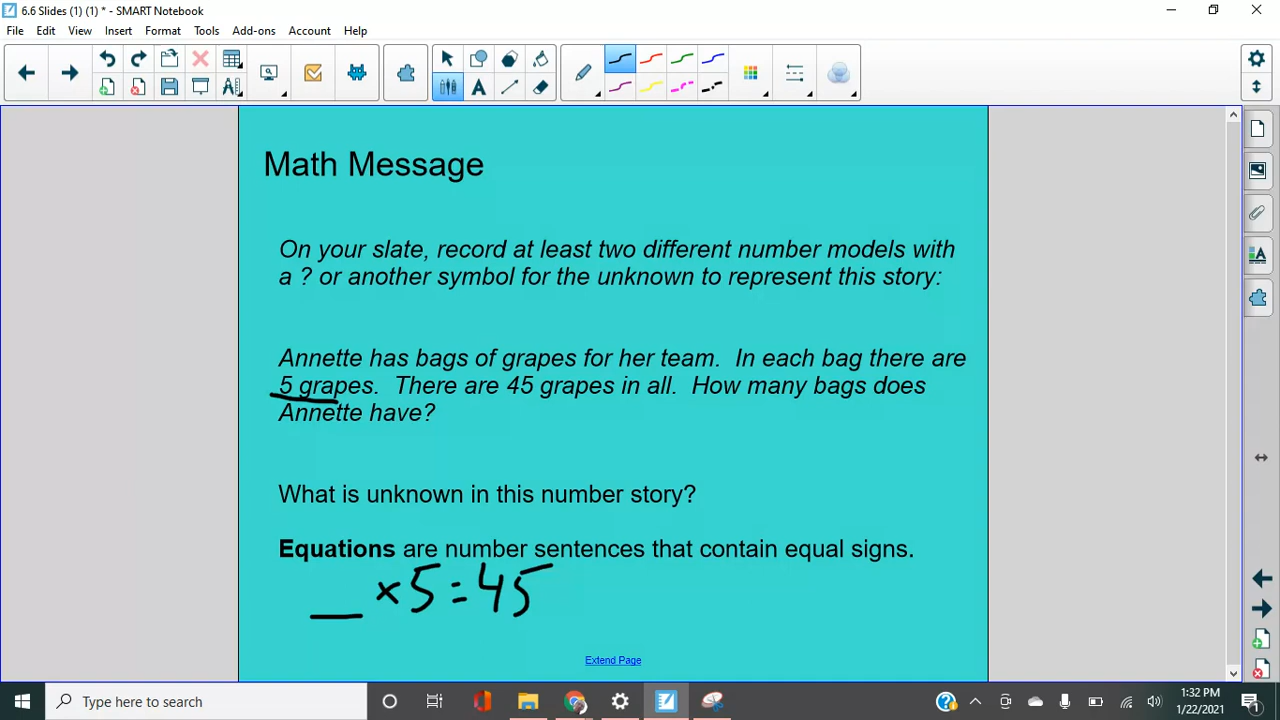 6.6 Slides (1) (1) * - SMART Notebook
File Edit View Insert Format Tools Add-ons Account Help
Math Message
On your slate, record at least two different number models with
a ? or another symbol for the unknown to represent this story:
Annette has bags of grapes for her team. In each bag there are
5 grapes. There are 45 grapes in all. How many bags does
Annette have?
What is unknown in this number story?
Equations are number sentences that contain equal signs.
__ × 5 = 45
Extend Page
Type here to search
1:32 PM
1/22/2021